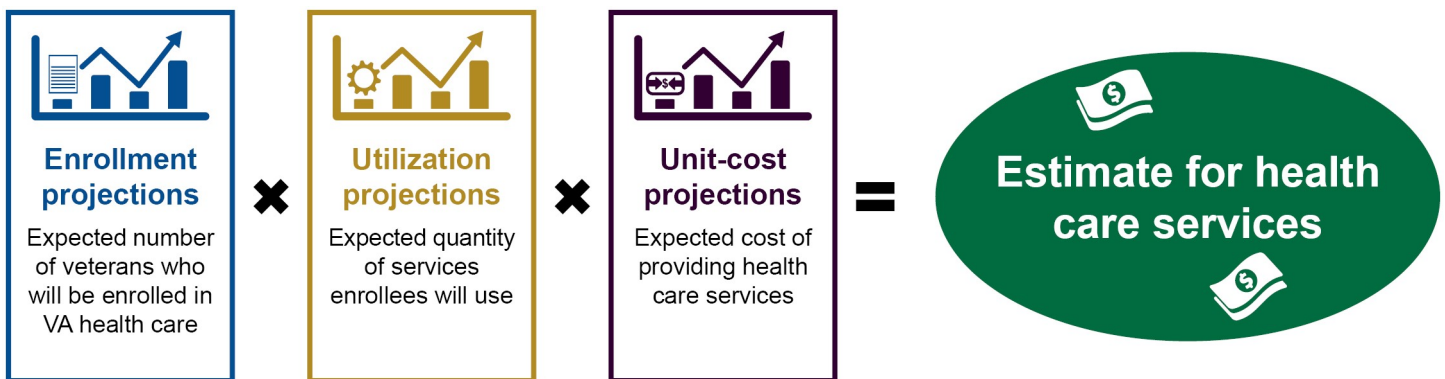 Enrollment
projections
Expected number
of veterans who
will be enrolled in
VA health care
✖
Utilization
projections
Expected quantity
of services
enrollees will use
✖
Unit-cost
projections
Expected cost of
providing health
care services
=
$
Estimate for health
care services
$